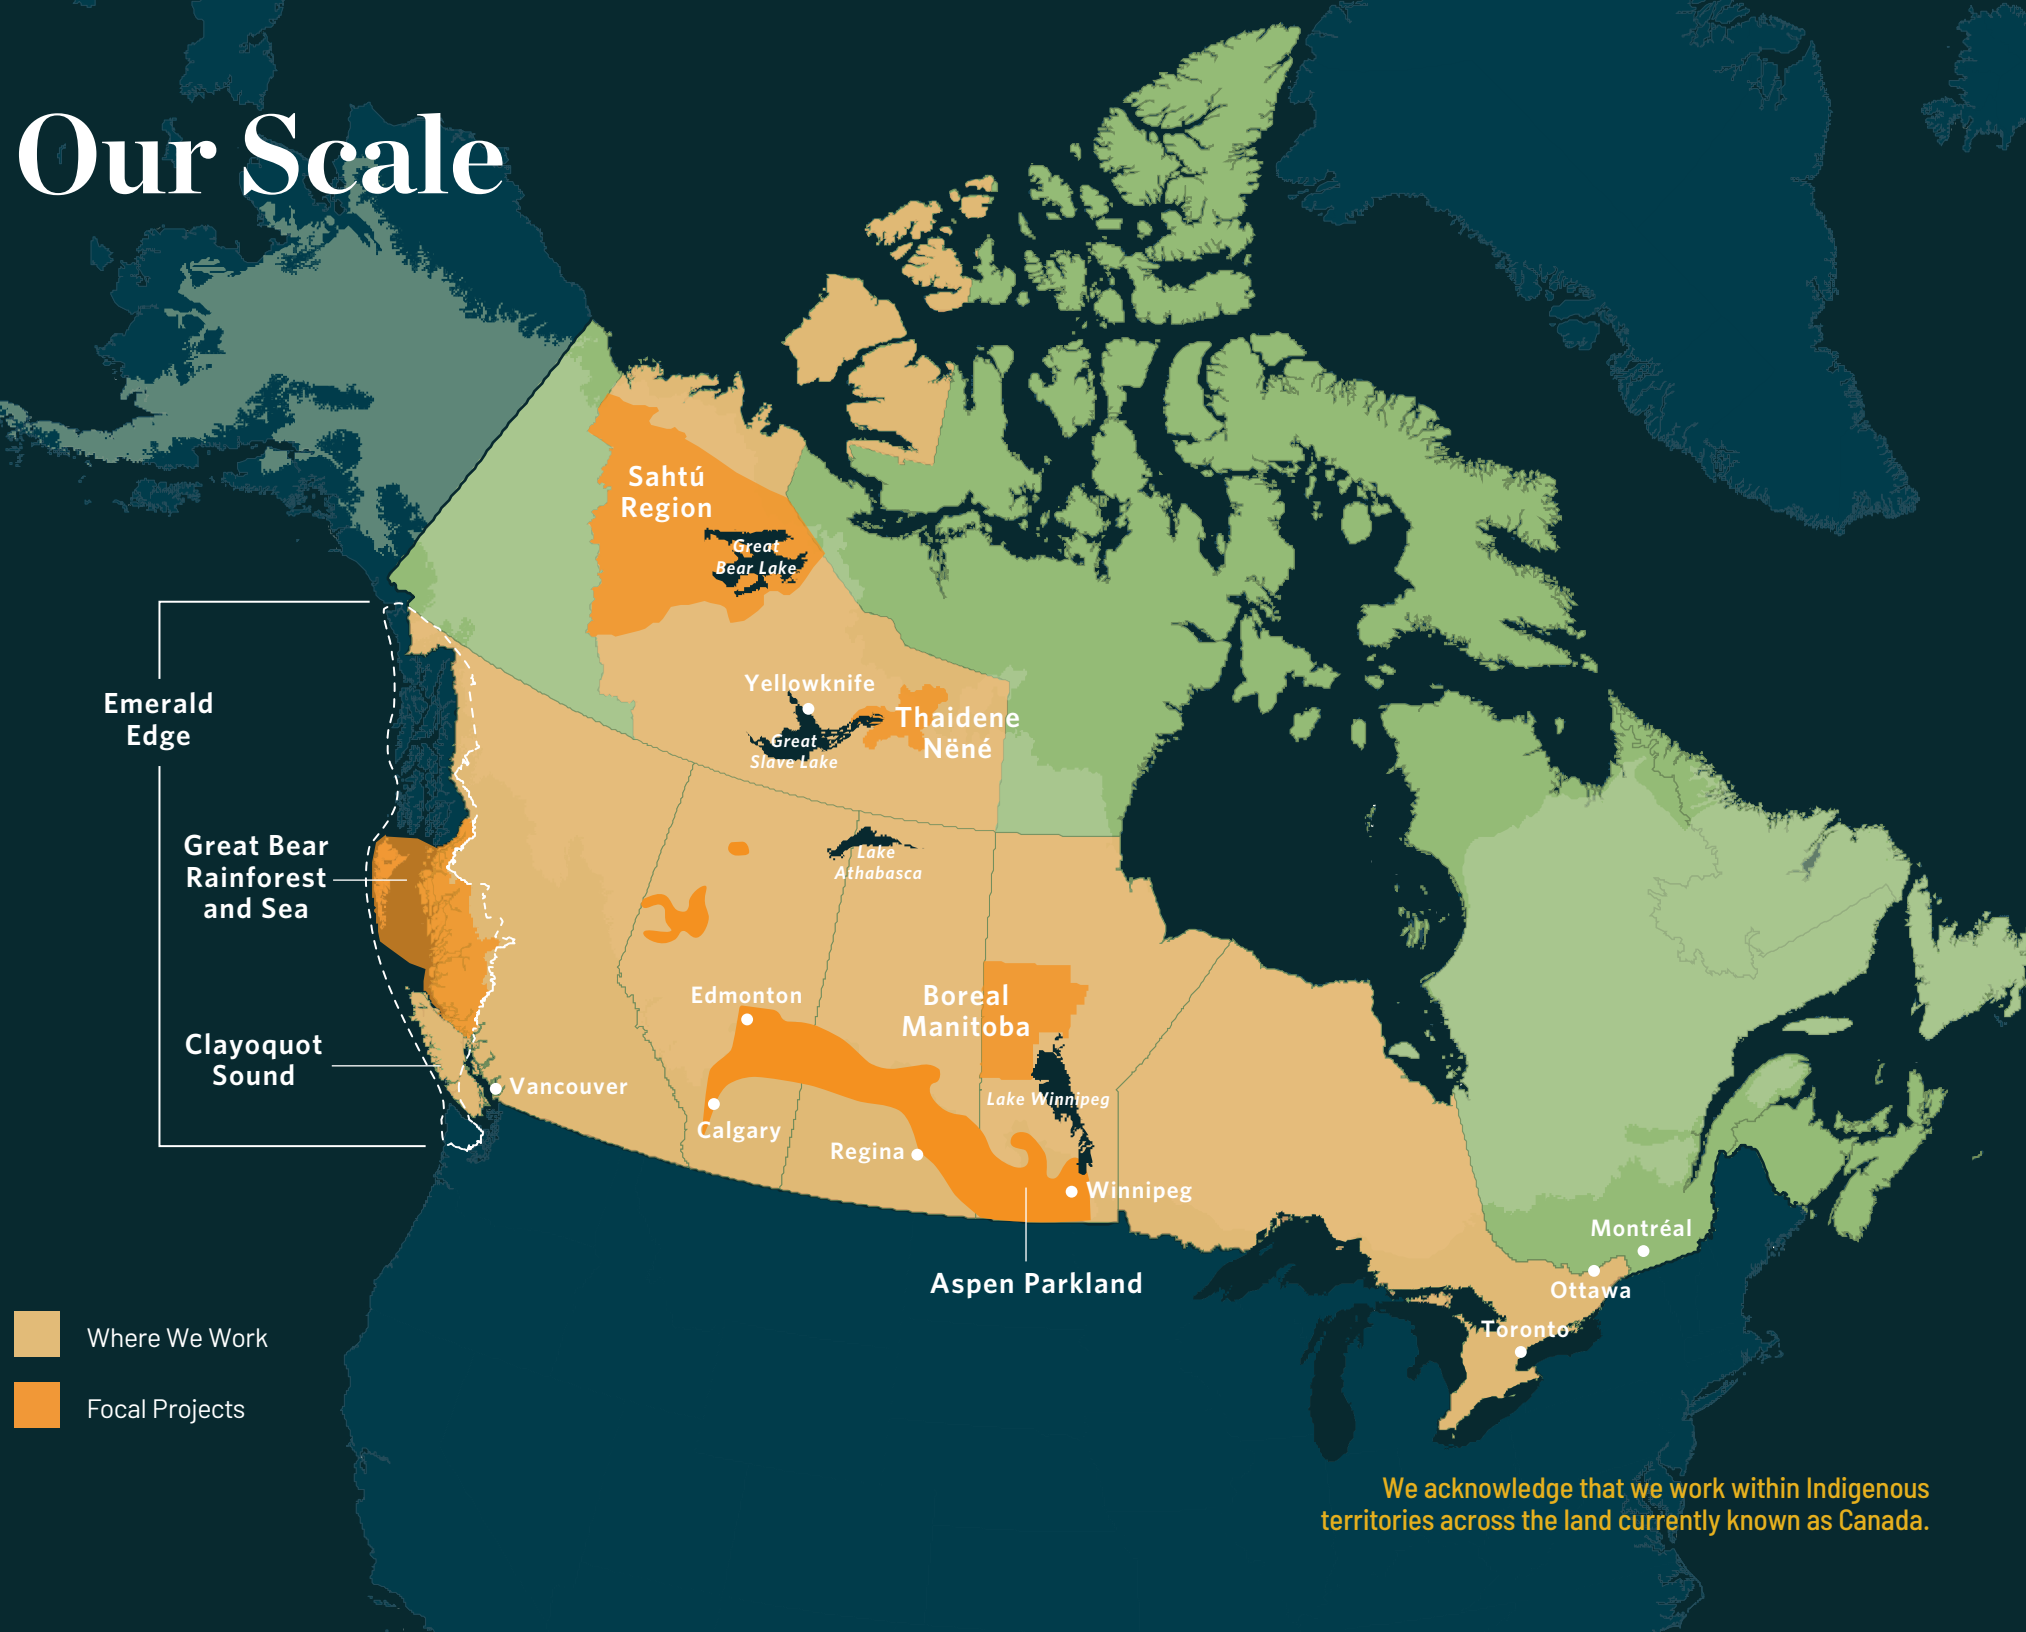 Our Scale
Sahtú
Region
Great
Bear Lake
Yellowknife
Great
Slave Lake
Thaidene
Nëné
Emerald
Edge
Great Bear
Rainforest
and Sea
Lake
Athabasca
Clayoquot
Sound
Vancouver
Edmonton
Boreal
Manitoba
Lake Winnipeg
Calgary
Regina
Winnipeg
Aspen Parkland
Montréal
Ottawa
Toronto
Where We Work
Focal Projects
We acknowledge that we work within Indigenous
territories across the land currently known as Canada.